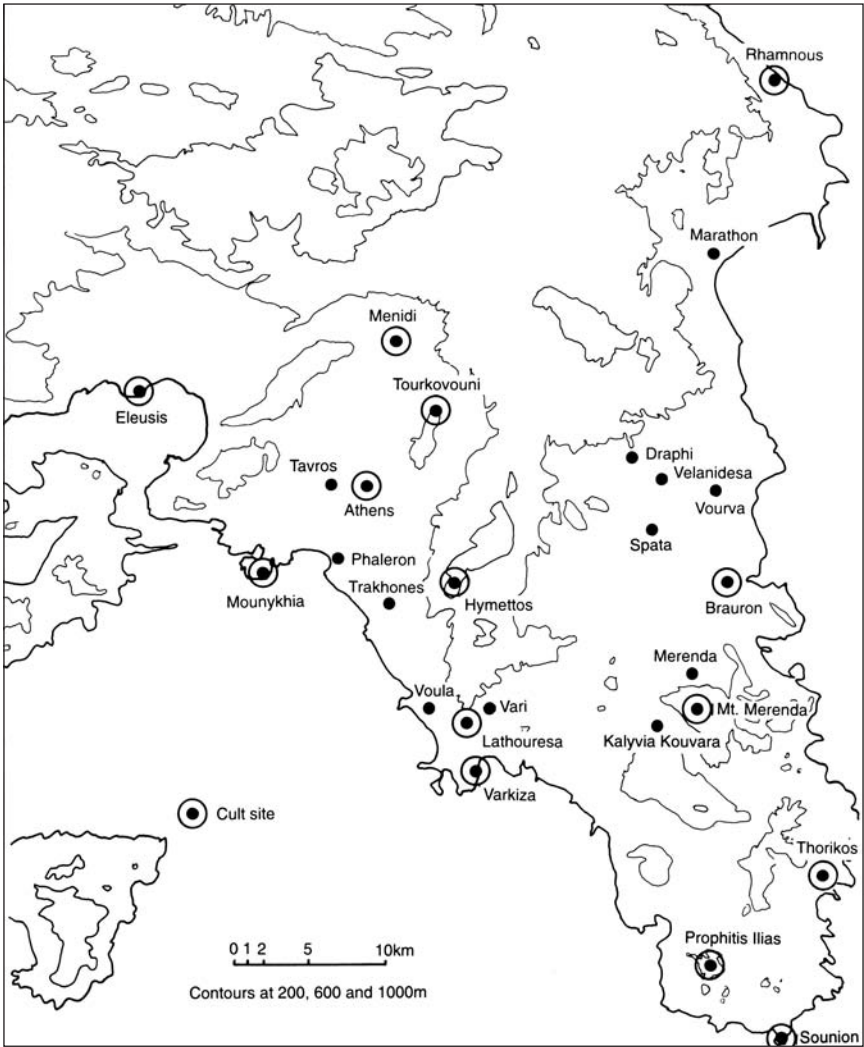 Rhamnous
Marathon
Menidi
Tourkovouni
Eleusis
Draphi
Tavros
Velanidesa
Athens
Vourva
Spata
Phaleron
Trakhones
Mounykhia
Hymettos
Brauron
Merenda
Voula
Vari
Mt. Merenda
Lathouresa
Kalyvia Kouvara
Varkiza
Cult site
Thorikos
Prophitis Ilias
0 1 2 5 10km
Contours at 200, 600 and 1000m
Sounion